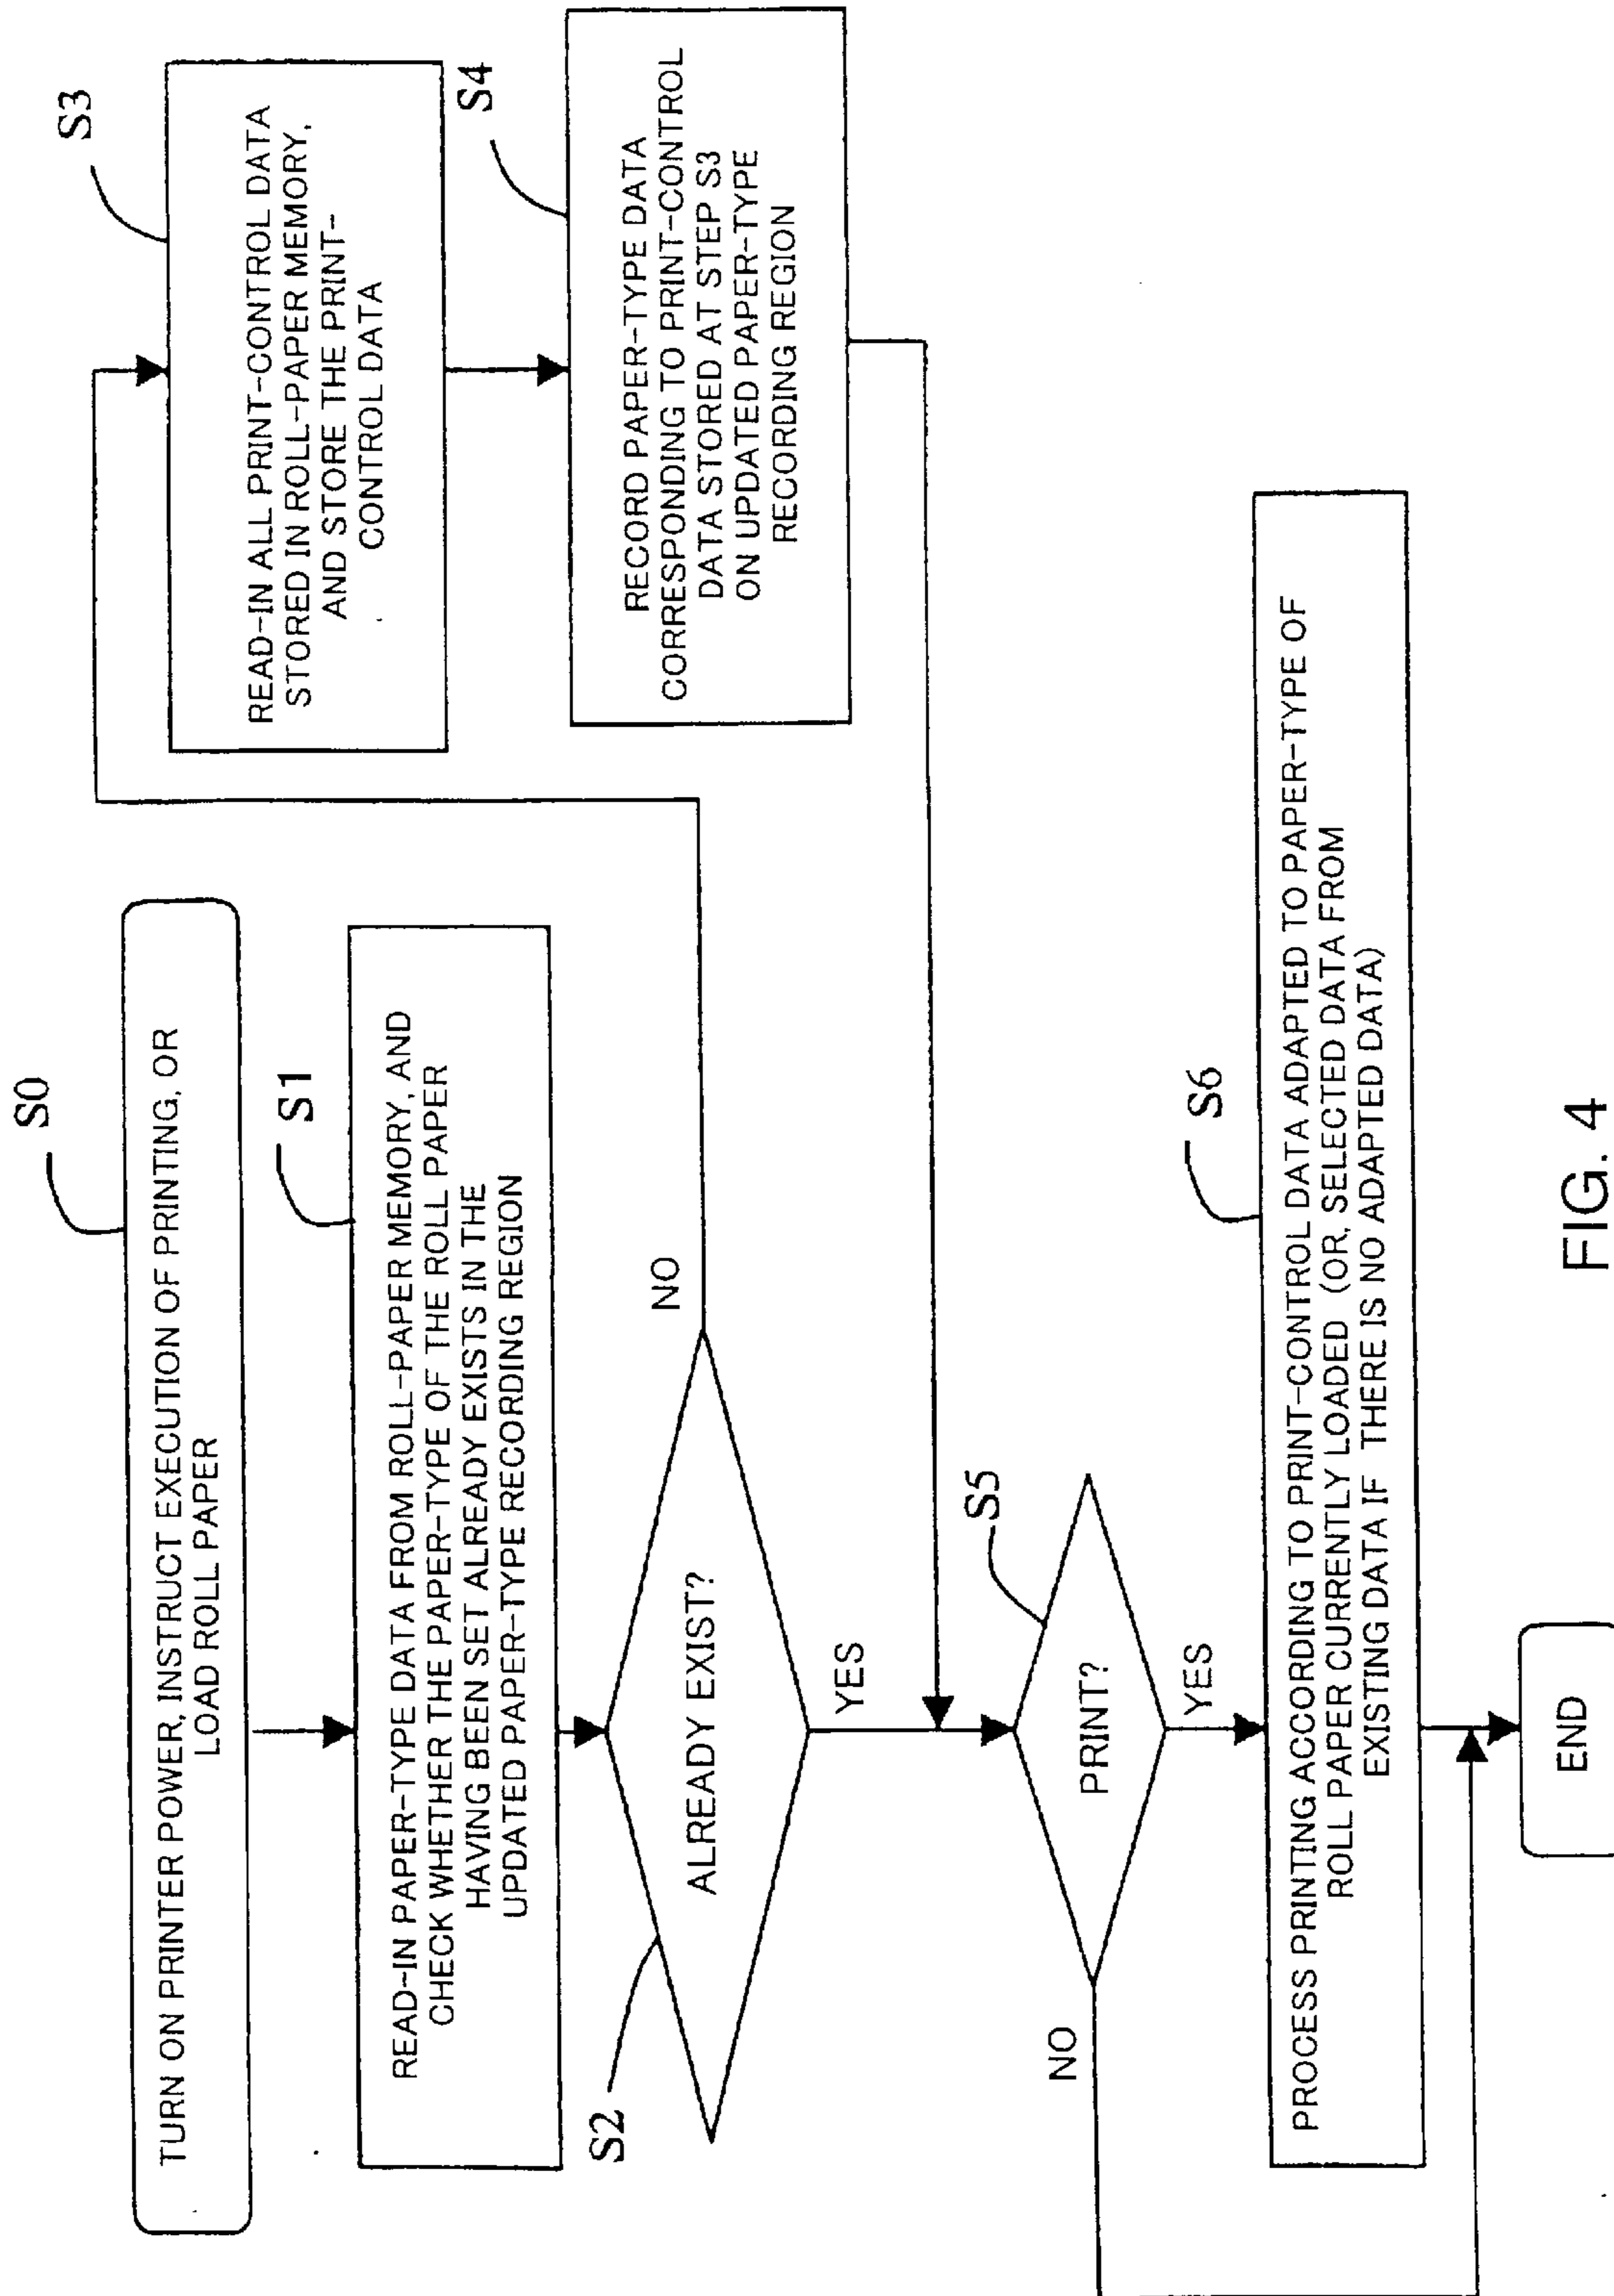 S0
TURN ON PRINTER POWER, INSTRUCT EXECUTION OF PRINTING, OR
LOAD ROLL PAPER
S1
READ-IN PAPER-TYPE DATA FROM ROLL-PAPER MEMORY, AND
CHECK WHETHER THE PAPER-TYPE OF THE ROLL PAPER
HAVING BEEN SET ALREADY EXISTS IN THE
UPDATED PAPER-TYPE RECORDING REGION
S2
ALREADY EXIST?
NO
YES
S3
READ-IN ALL PRINT-CONTROL DATA
STORED IN ROLL-PAPER MEMORY,
AND STORE THE PRINT-
CONTROL DATA
S4
RECORD PAPER-TYPE DATA
CORRESPONDING TO PRINT-CONTROL
DATA STORED AT STEP S3
ON UPDATED PAPER-TYPE
RECORDING REGION
S5
PRINT?
NO
YES
S6
PROCESS PRINTING ACCORDING TO PRINT-CONTROL DATA ADAPTED TO PAPER-TYPE OF
ROLL PAPER CURRENTLY LOADED (OR, SELECTED DATA FROM
EXISTING DATA IF THERE IS NO ADAPTED DATA)
END
FIG. 4